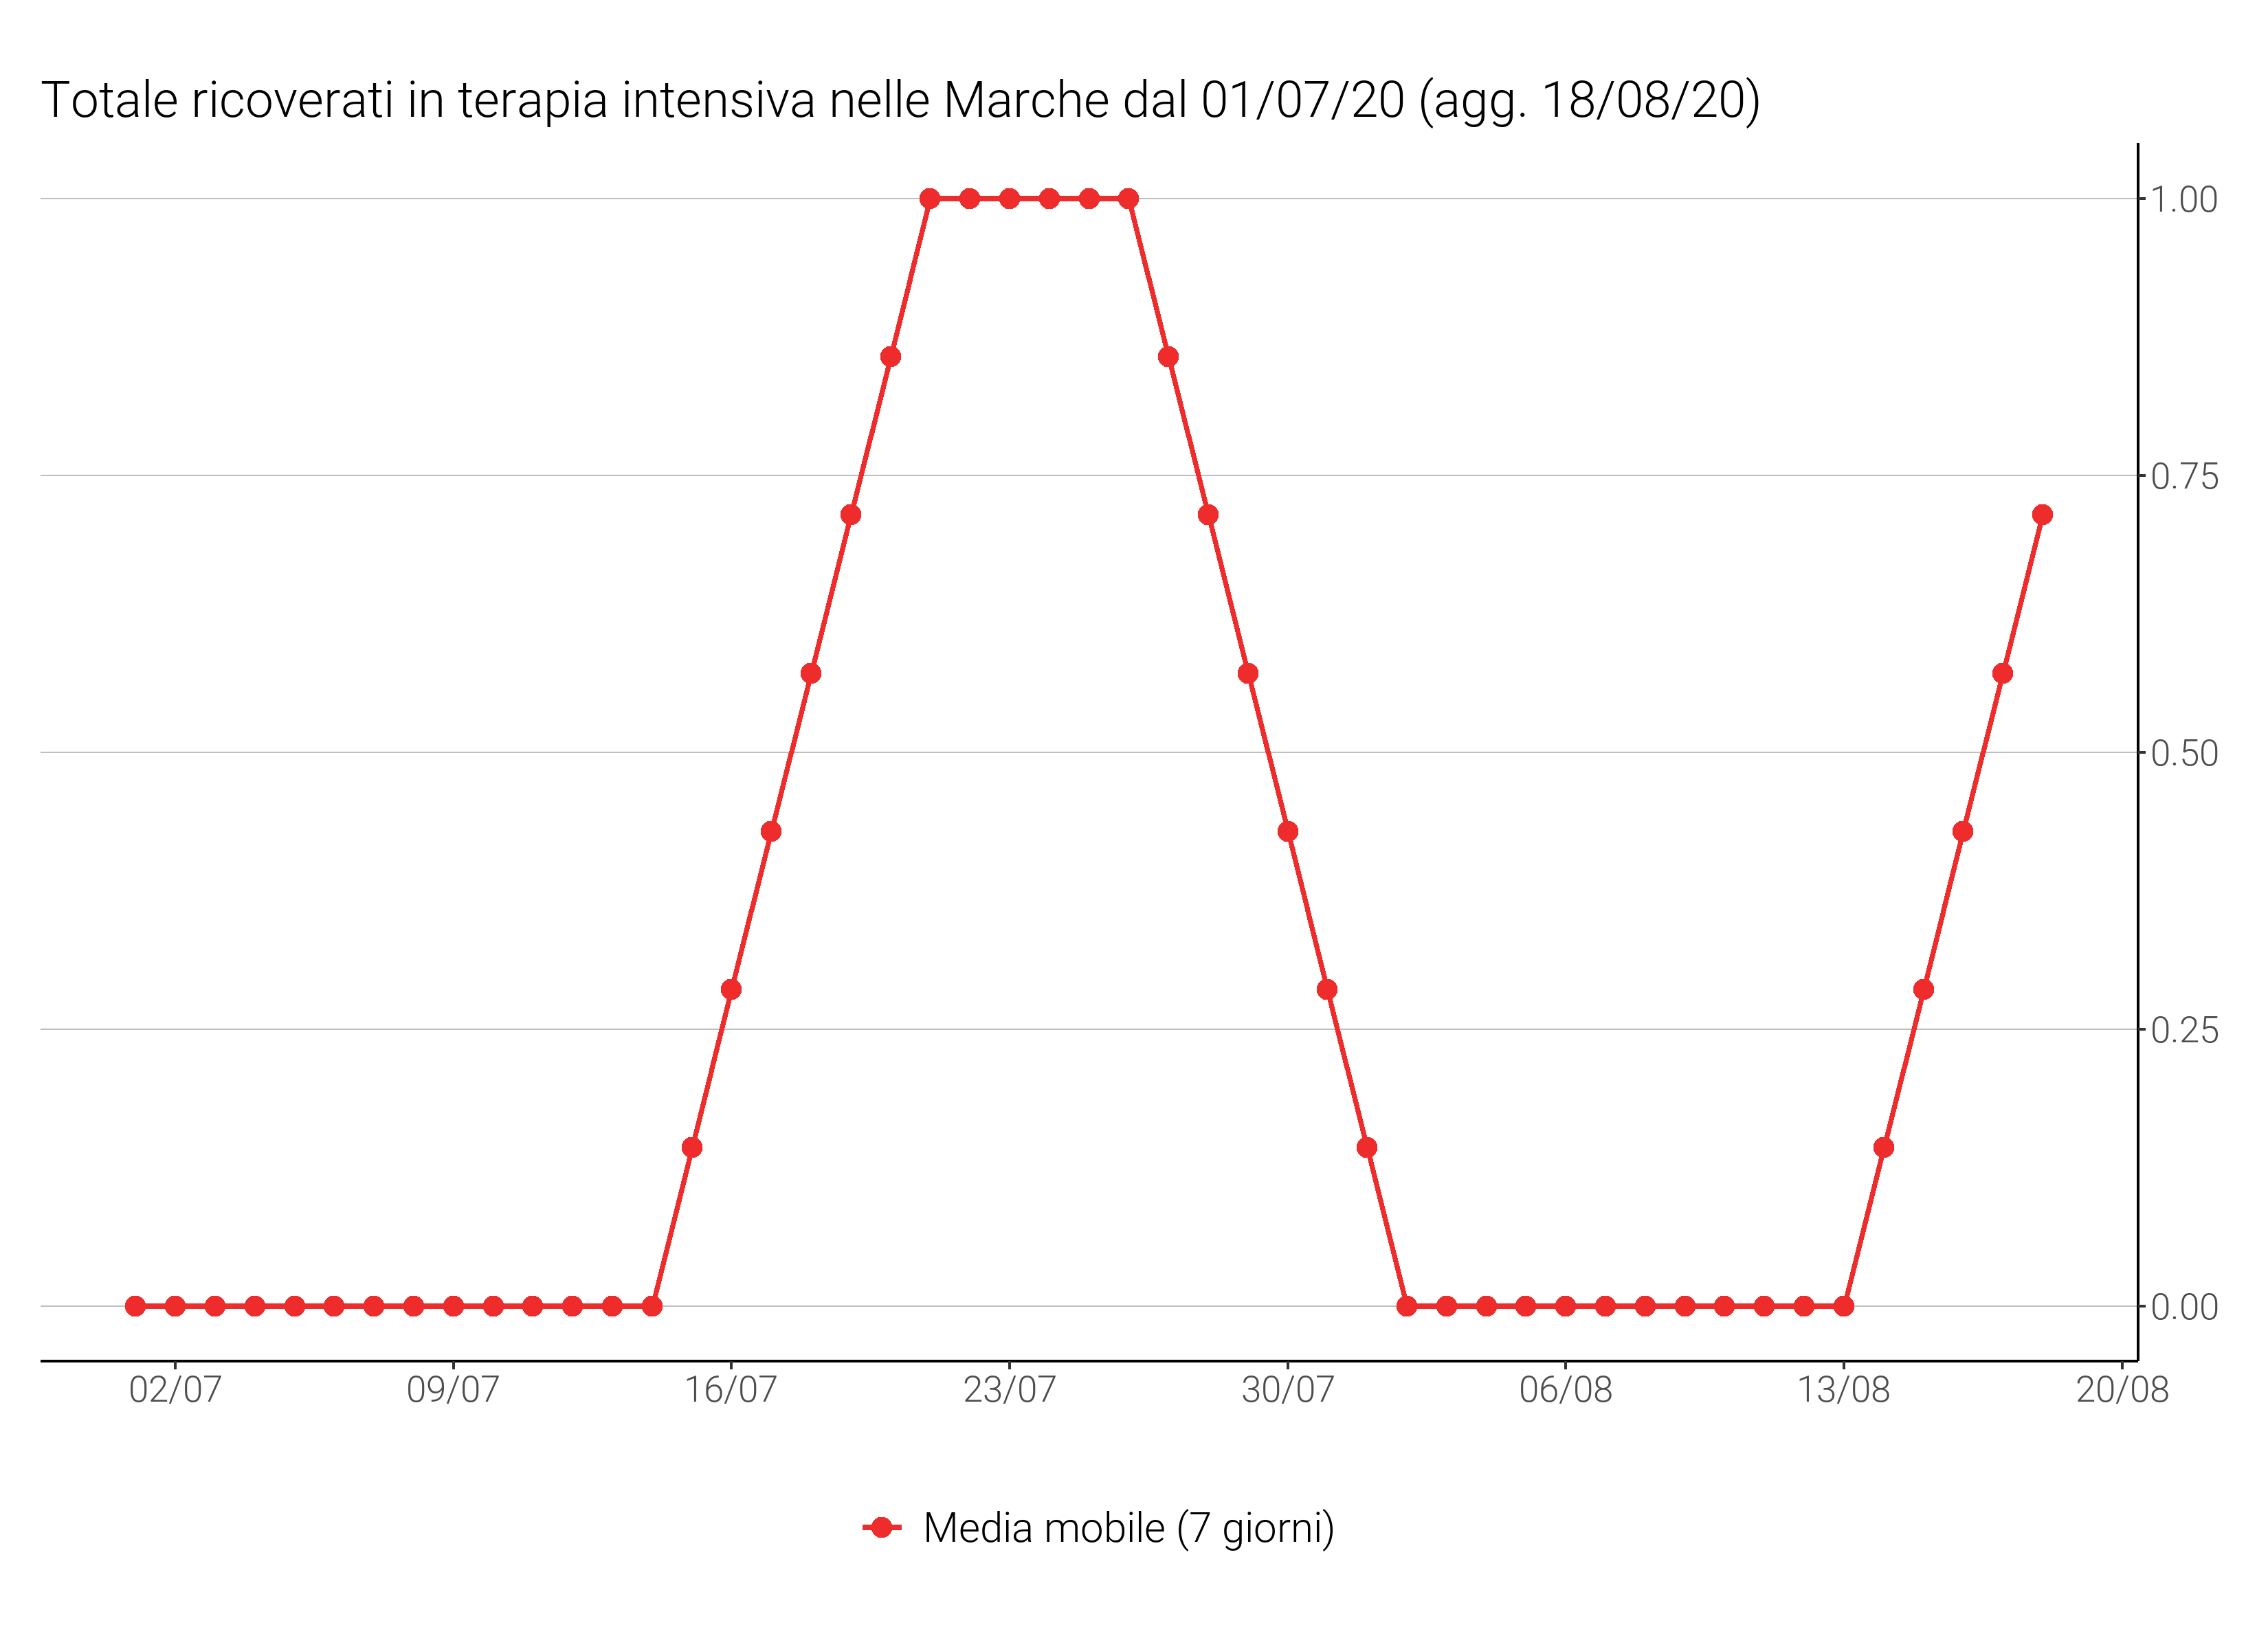 Totale ricoverati in terapia intensiva nelle Marche dal 01/07/20 (agg. 18/08/20)
1.00
0.75
0.50
0.25
0.00
02/07 09/07 16/07 23/07 30/07 06/08 13/08 20/08
Media mobile (7 giorni)